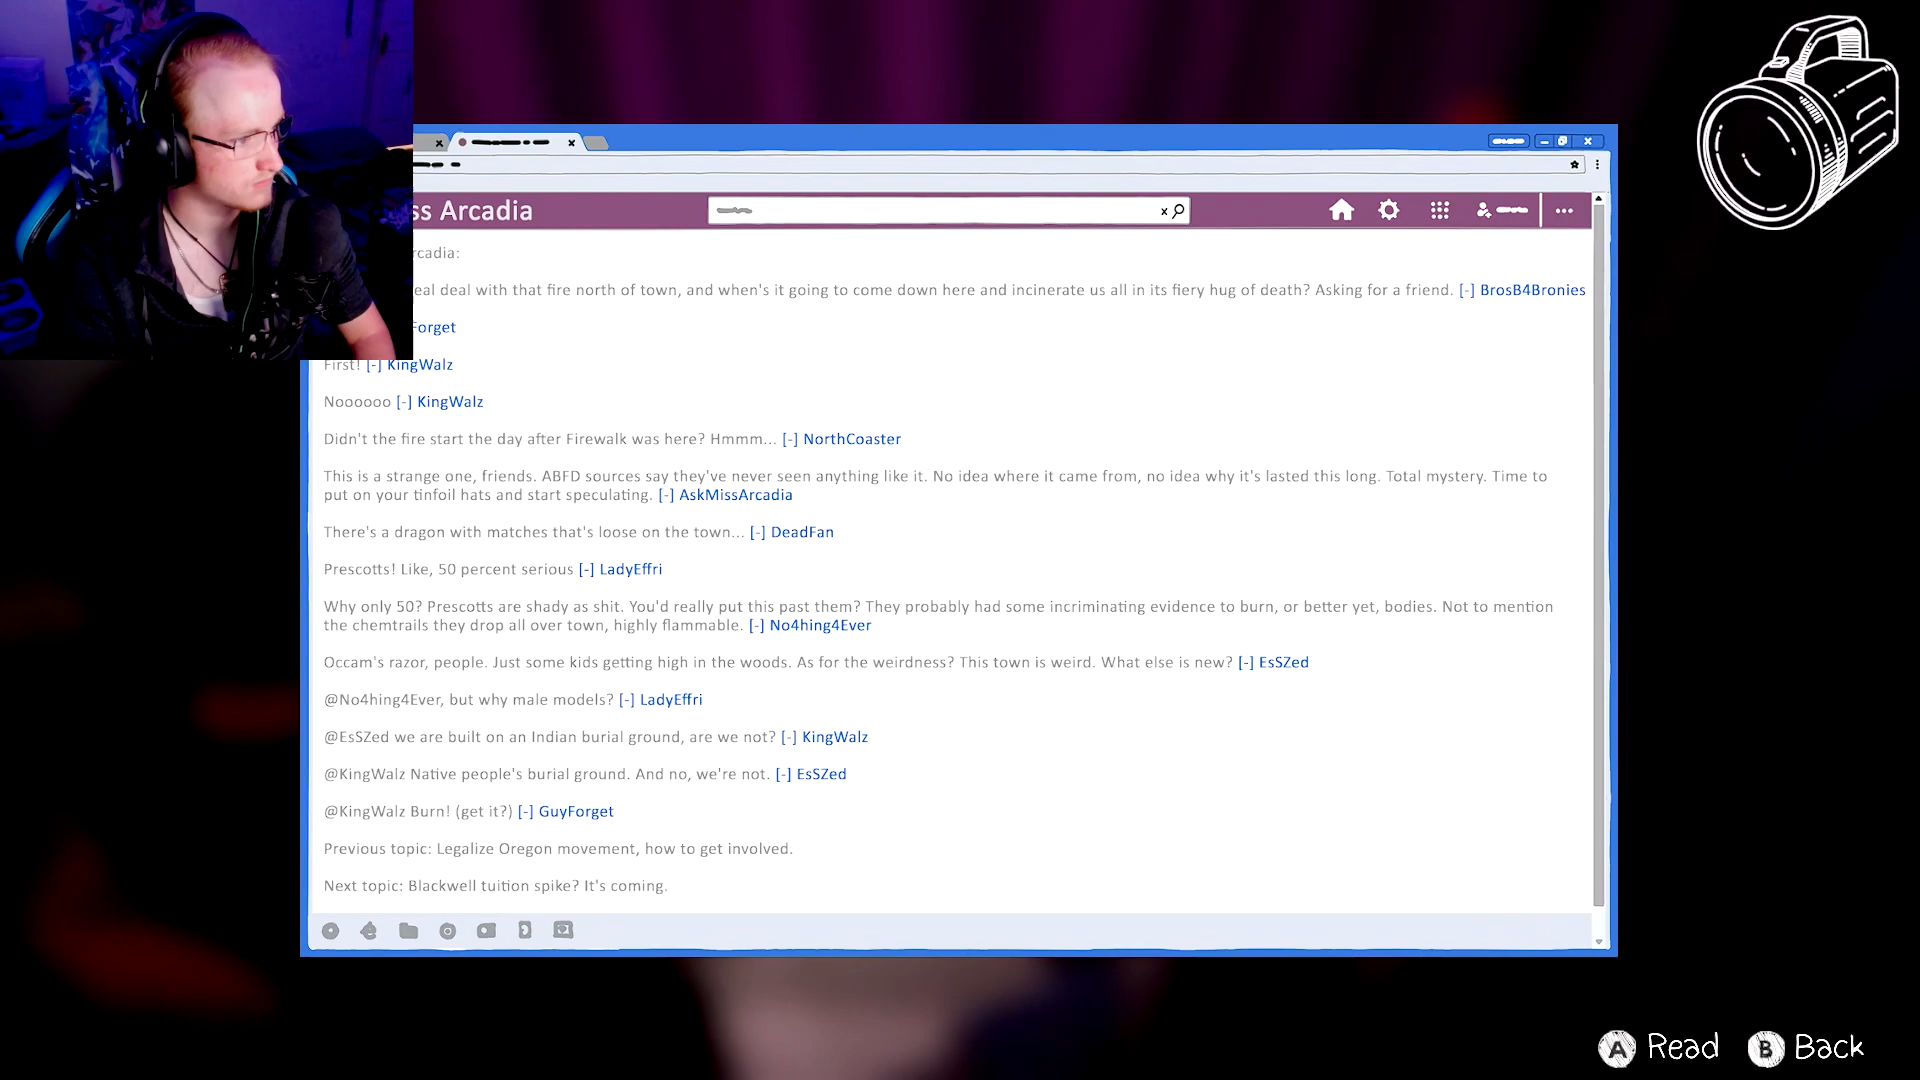 ss Arcadia
rcadia:
eal deal with that fire north of town, and when's it going to come down here and incinerate us all in its fiery hug of death? Asking for a friend. [-] BrosB4Bronies
Forget
First! [-] KingWalz
Noooooo [-] KingWalz
Didn't the fire start the day after Firewalk was here? Hmmm... [-] NorthCoaster
This is a strange one, friends. ABFD sources say they've never seen anything like it. No idea where it came from, no idea why it's lasted this long. Total mystery. Time to
put on your tinfoil hats and start speculating. [-] AskMissArcadia
There's a dragon with matches that's loose on the town... [-] DeadFan
Prescotts! Like, 50 percent serious [-] LadyEffri
Why only 50? Prescotts are shady as shit. You'd really put this past them? They probably had some incriminating evidence to burn, or better yet, bodies. Not to mention
the chemtrails they drop all over town, highly flammable. [-] No4hing4Ever
Occam's razor, people. Just some kids getting high in the woods. As for the weirdness? This town is weird. What else is new? [-] EsSZed
@No4hing4Ever, but why male models? [-] LadyEffri
@EsSZed we are built on an Indian burial ground, are we not? [-] KingWalz
@KingWalz Native people's burial ground. And no, we're not. [-] EsSZed
@KingWalz Burn! (get it?) [-] GuyForget
Previous topic: Legalize Oregon movement, how to get involved.
Next topic: Blackwell tuition spike? It's coming.
A Read B Back